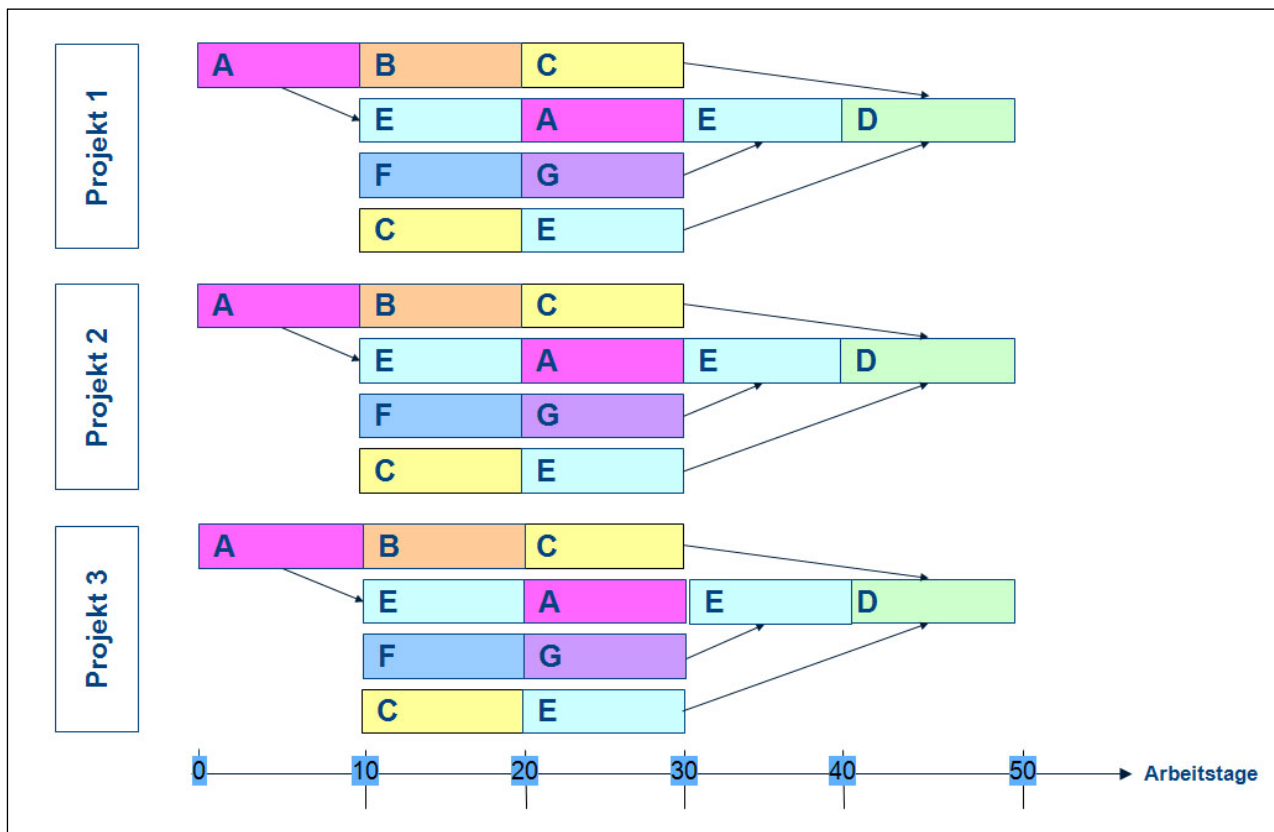 Projekt 1
A B C
E A E D
F G
C E
Projekt 2
A B C
E A E D
F G
C E
Projekt 3
A B C
E A E D
F G
C E
0 10 20 30 40 50 Arbeitstage